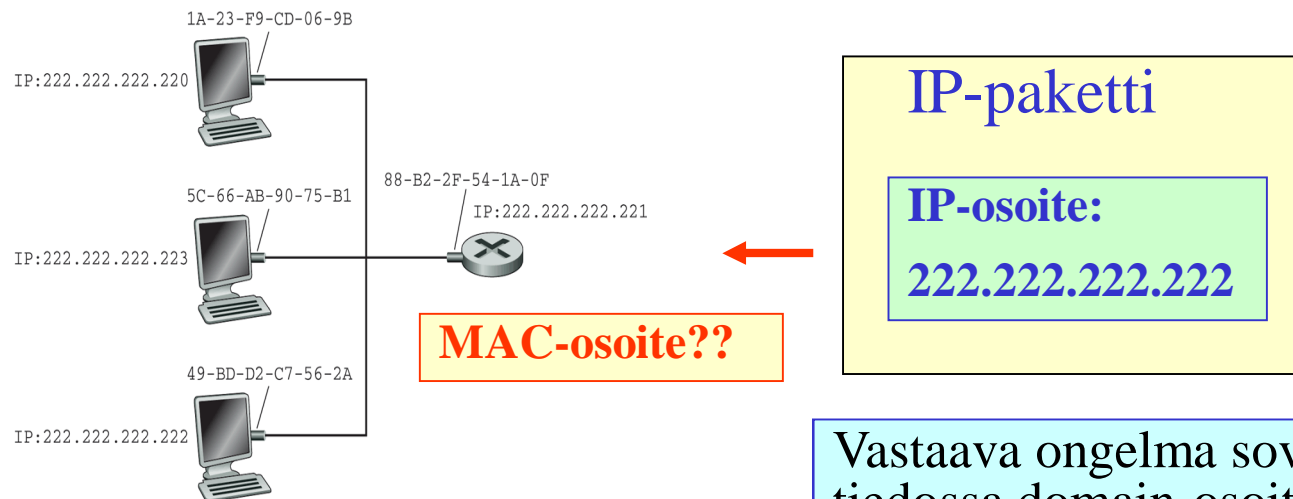 1A-23-F9-CD-06-9B
IP:222.222.222.220
5C-66-AB-90-75-B1
IP:222.222.222.223
49-BD-D2-C7-56-2A
IP:222.222.222.222
88-B2-2F-54-1A-0F
IP:222.222.222.221
MAC-osoite??
IP-paketti
IP-osoite:
222.222.222.222
Vastaava ongelma